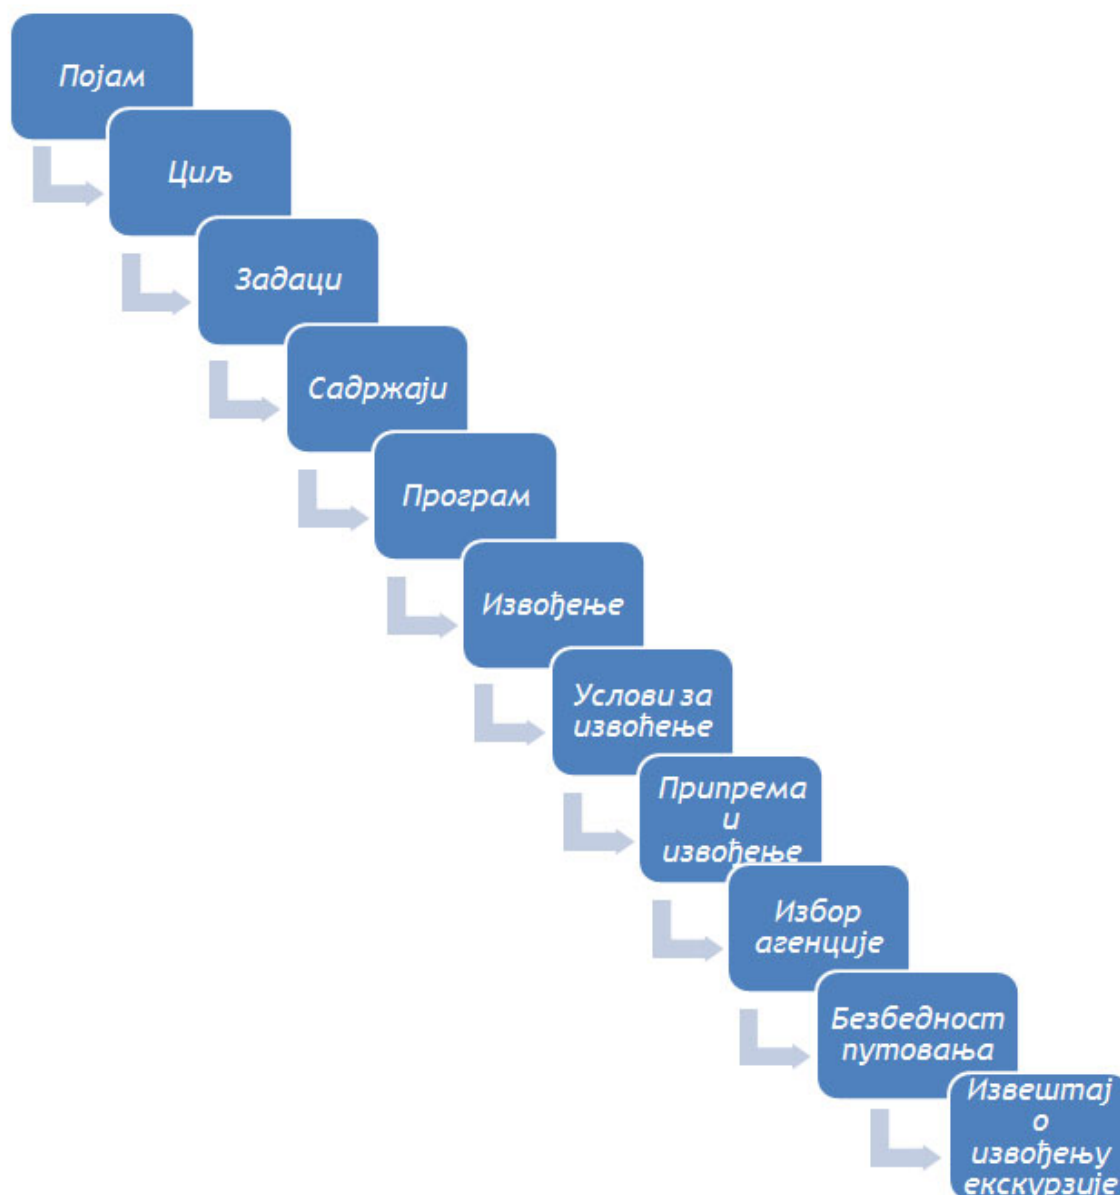 Појам
Циљ
Задаци
Садржаји
Програм
Извођење
Услови за
извођење
Припрема
и
извођење
Избор
агенције
Безбедност
путовања
Извештај
о
извођењу
екскурзије